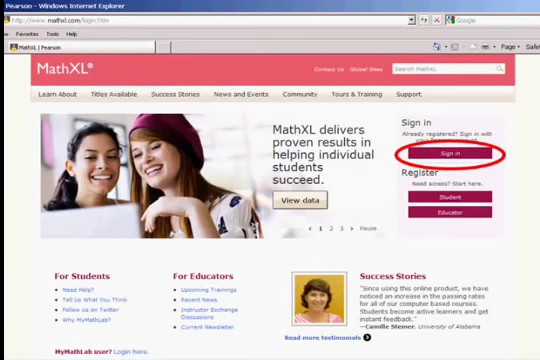 Pearson - Windows Internet Explorer
http://www.mathxl.com/login.htm
Google
Favorites Tools Help
MathXL | Pearson
Page
MathXL®
Contact Us Global Sites Search MathXL
Learn About Titles Available Success Stories News and Events Community Tours & Training Support
MathXL delivers
proven results in
helping individual
students
succeed.
View data
< 1 2 3 > Pause
Sign in
Already registered? Sign in with
Sign in
Register
Need access? Start here.
Student
Educator
For Students
Need Help?
Tell Us What You Think
Follow Us on Twitter
Why MyMathLab?
For Educators
Upcoming Trainings
Recent News
Instructor Exchange
Discussions
Current Newsletter
Success Stories
"Since using this online product, we have
noticed an increase in the passing rates
for all of our computer based courses.
Students become active learners and get
instant feedback."
—Camille Steiner, University of Alabama
Read more testimonials
MyMathLab user? Login here.